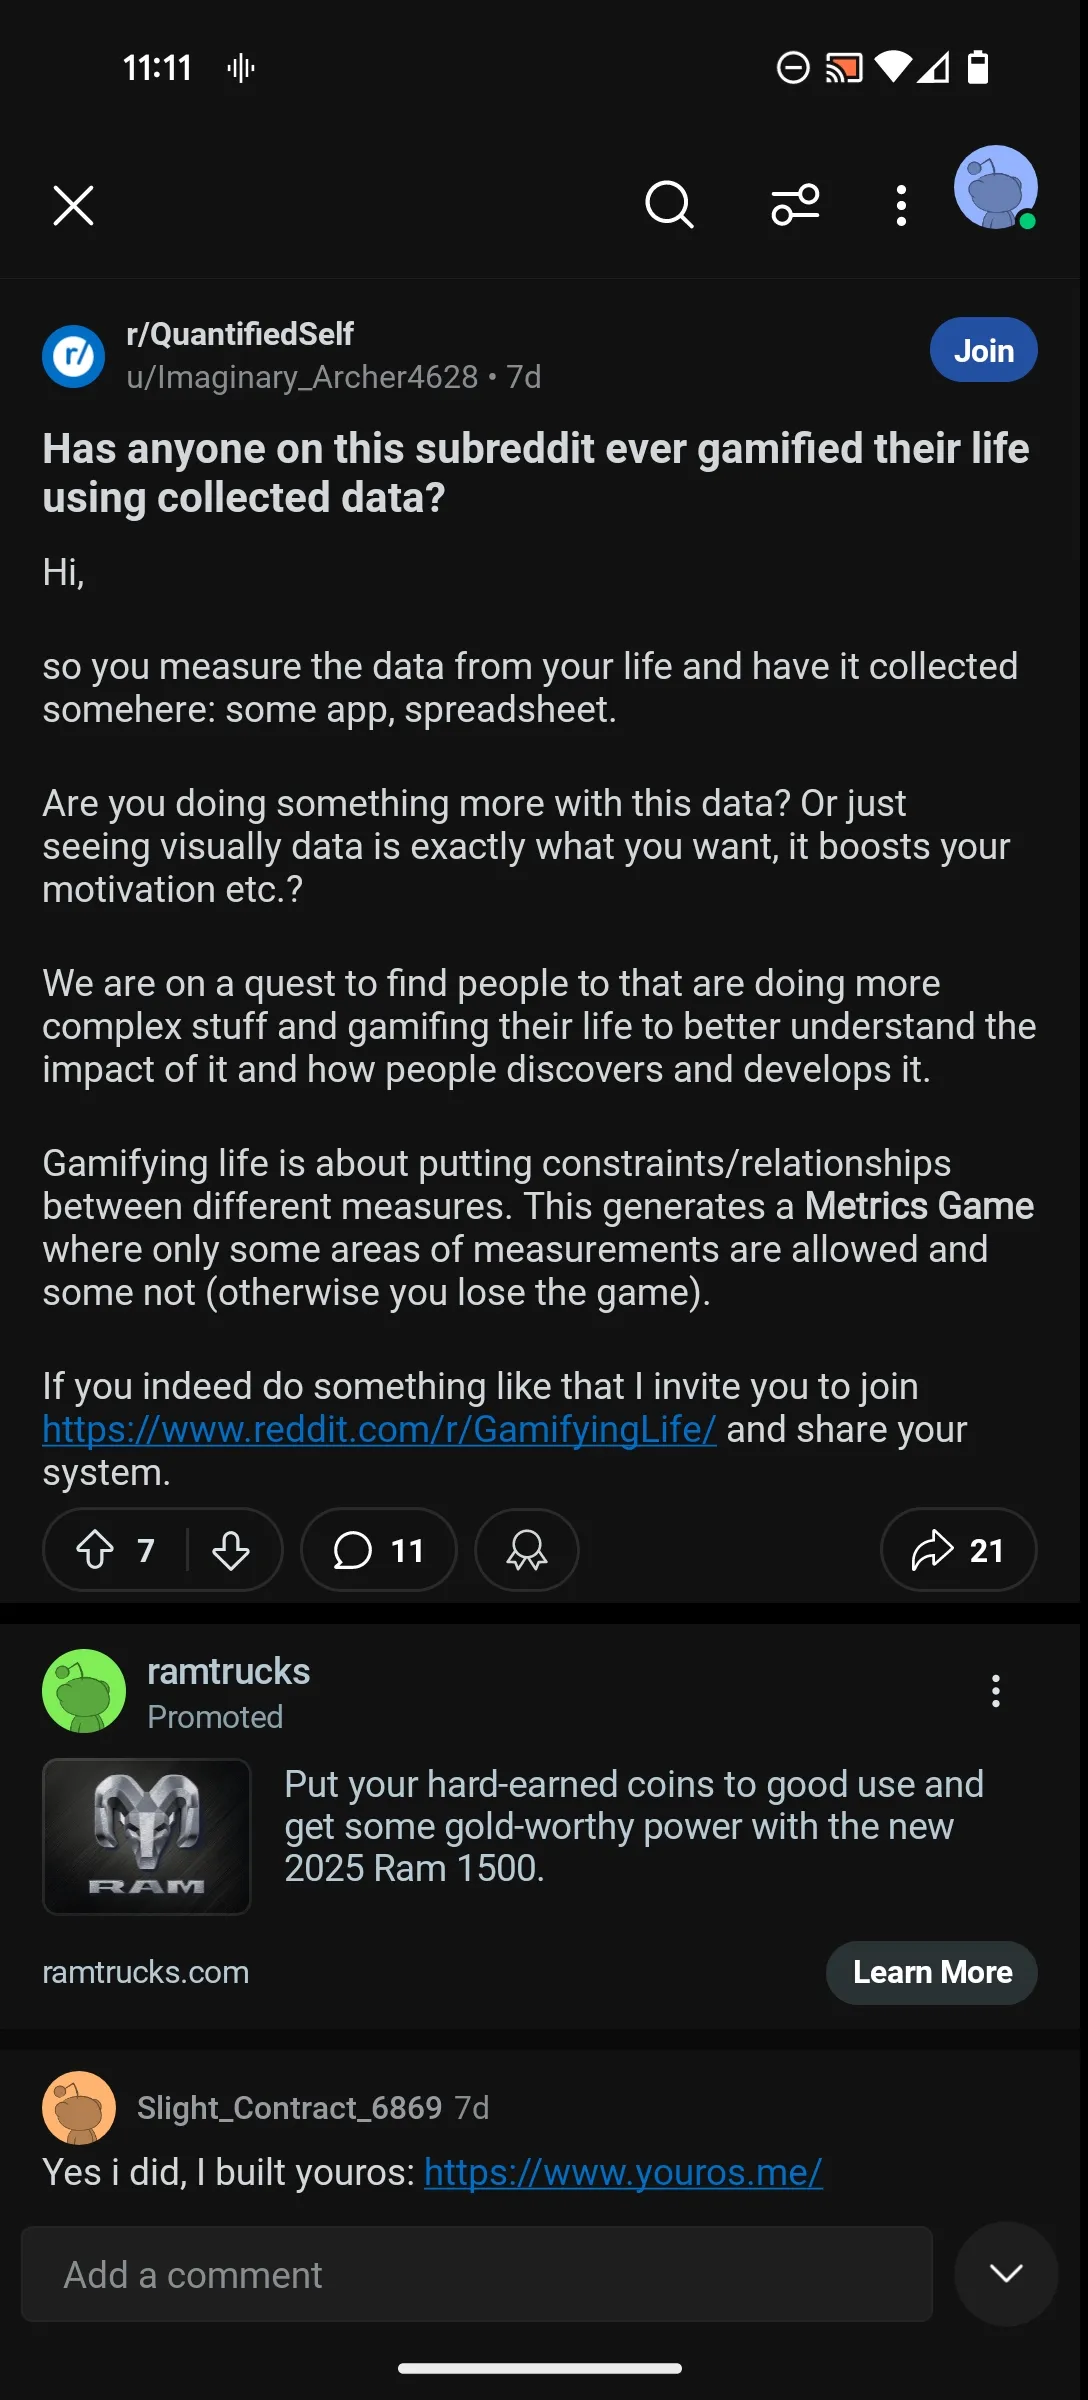 11:11
r/QuantifiedSelf
u/Imaginary_Archer4628 • 7d
Join
Has anyone on this subreddit ever gamified their life
using collected data?
Hi,
so you measure the data from your life and have it collected
somehere: some app, spreadsheet.
Are you doing something more with this data? Or just
seeing visually data is exactly what you want, it boosts your
motivation etc.?
We are on a quest to find people to that are doing more
complex stuff and gamifing their life to better understand the
impact of it and how people discovers and develops it.
Gamifying life is about putting constraints/relationships
between different measures. This generates a Metrics Game
where only some areas of measurements are allowed and
some not (otherwise you lose the game).
If you indeed do something like that I invite you to join
https://www.reddit.com/r/GamifyingLife/ and share your
system.
7
11
21
ramtrucks
Promoted
RAM
Put your hard-earned coins to good use and
get some gold-worthy power with the new
2025 Ram 1500.
ramtrucks.com
Learn More
Slight_Contract_6869 7d
Yes i did, I built youros: https://www.youros.me/
Add a comment